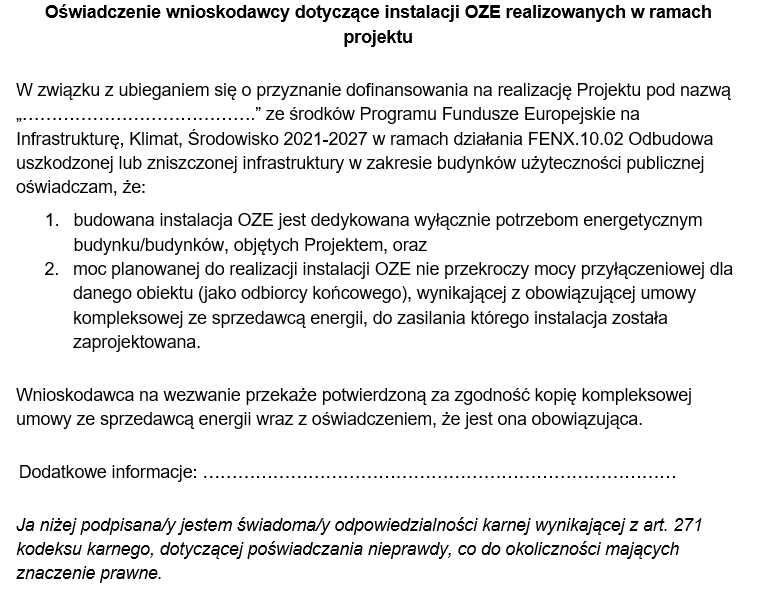 Oświadczenie wnioskodawcy dotyczące instalacji OZE realizowanych w ramach
projektu
W związku z ubieganiem się o przyznanie dofinansowania na realizację Projektu pod nazwą
„………………………………….” ze środków Programu Fundusze Europejskie na
Infrastrukturę, Klimat, Środowisko 2021-2027 w ramach działania FENX.10.02 Odbudowa
uszkodzonej lub zniszczonej infrastruktury w zakresie budynków użyteczności publicznej
oświadczam, że:
1. budowana instalacja OZE jest dedykowana wyłącznie potrzebom energetycznym
budynku/budynków, objętych Projektem, oraz
2. moc planowanej do realizacji instalacji OZE nie przekroczy mocy przyłączeniowej dla
danego obiektu (jako odbiorcy końcowego), wynikającej z obowiązującej umowy
kompleksowej ze sprzedawcą energii, do zasilania którego instalacja została
zaprojektowana.
Wnioskodawca na wezwanie przekaże potwierdzoną za zgodność kopię kompleksowej
umowy ze sprzedawcą energii wraz z oświadczeniem, że jest ona obowiązująca.
Dodatkowe informacje: ………………………………………………………………………
Ja niżej podpisana/y jestem świadoma/y odpowiedzialności karnej wynikającej z art. 271
kodeksu karnego, dotyczącej poświadczania nieprawdy, co do okoliczności mających
znaczenie prawne.